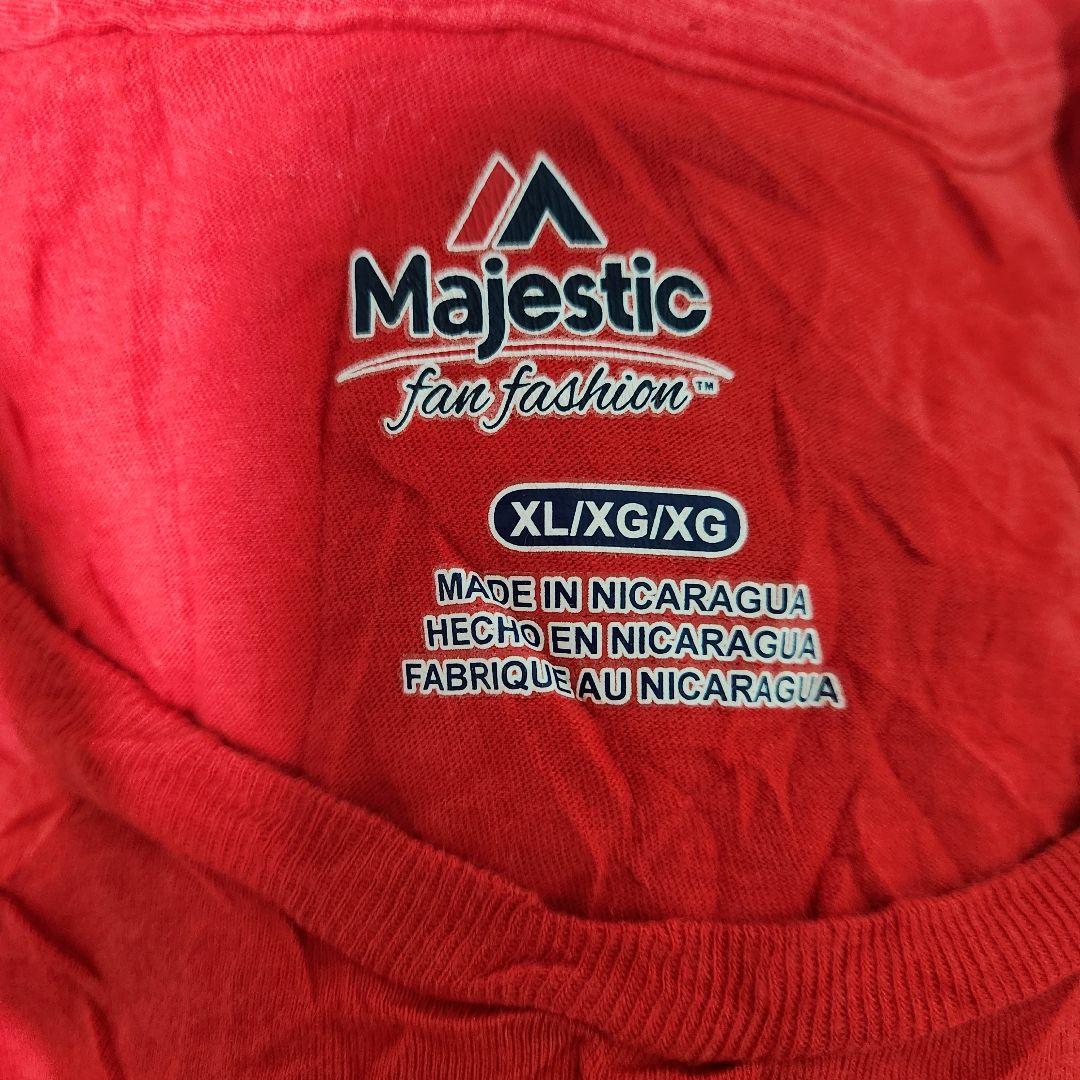 Majestic
fan fashion™
XL/XG/XG
MADE IN NICARAGUA
HECHO EN NICARAGUA
FABRIQUE AU NICARAGUA